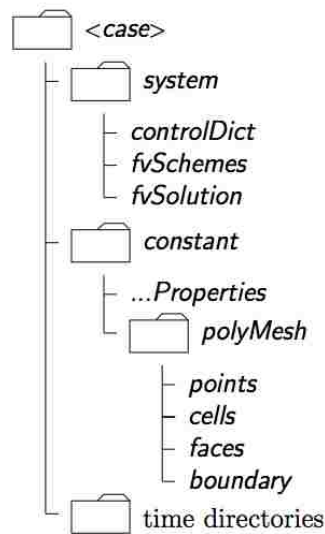 <case>
system
controlDict
fvSchemes
fvSolution
constant
...Properties
polyMesh
points
cells
faces
boundary
time directories